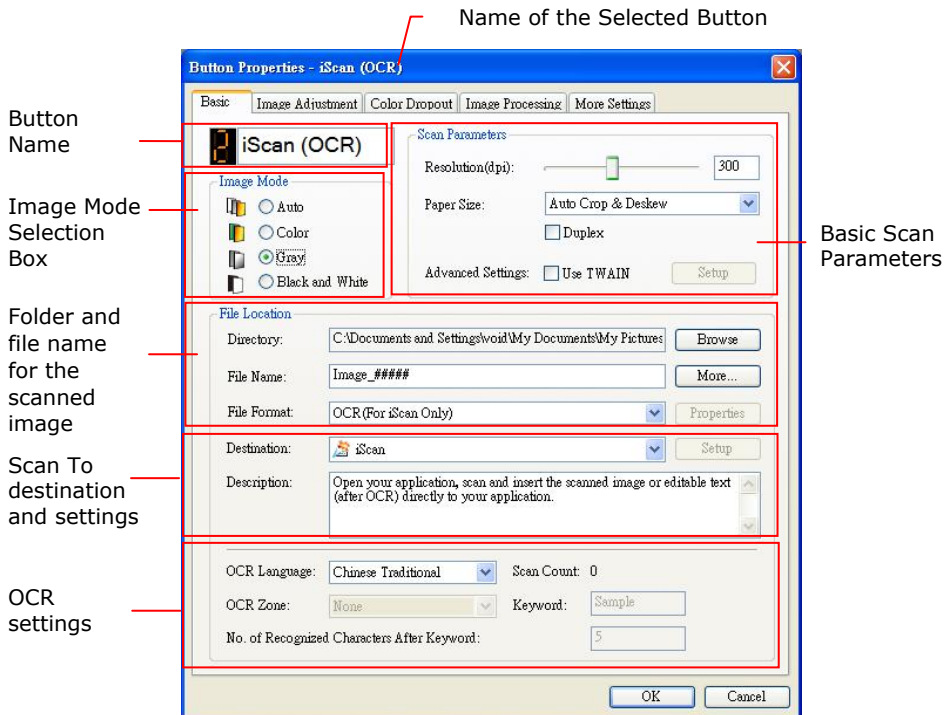 Name of the Selected Button
Button Properties - iScan (OCR)
Basic
Image Adjustment
Color Dropout
Image Processing
More Settings
Button
Name
2
iScan (OCR)
Image Mode
Selection
Box
Image Mode
Auto
Color
Gray
Black and White
Scan Parameters
Resolution(dpi):
300
Paper Size:
Auto Crop & Deskew
Duplex
Advanced Settings:
Use TWAIN
Setup
Basic Scan
Parameters
Folder and
file name
for the
scanned
image
File Location
Directory:
C:\Documents and Settings\void\My Documents\My Pictures
Browse
File Name:
Image_#####
More...
File Format:
OCR(For iScan Only)
Properties
Scan To
destination
and settings
Destination:
iScan
Setup
Description:
Open your application, scan and insert the scanned image or editable text
(after OCR) directly to your application.
OCR
settings
OCR Language:
Chinese Traditional
Scan Count: 0
OCR Zone:
None
Keyword:
Sample
No. of Recognized Characters After Keyword:
5
OK
Cancel